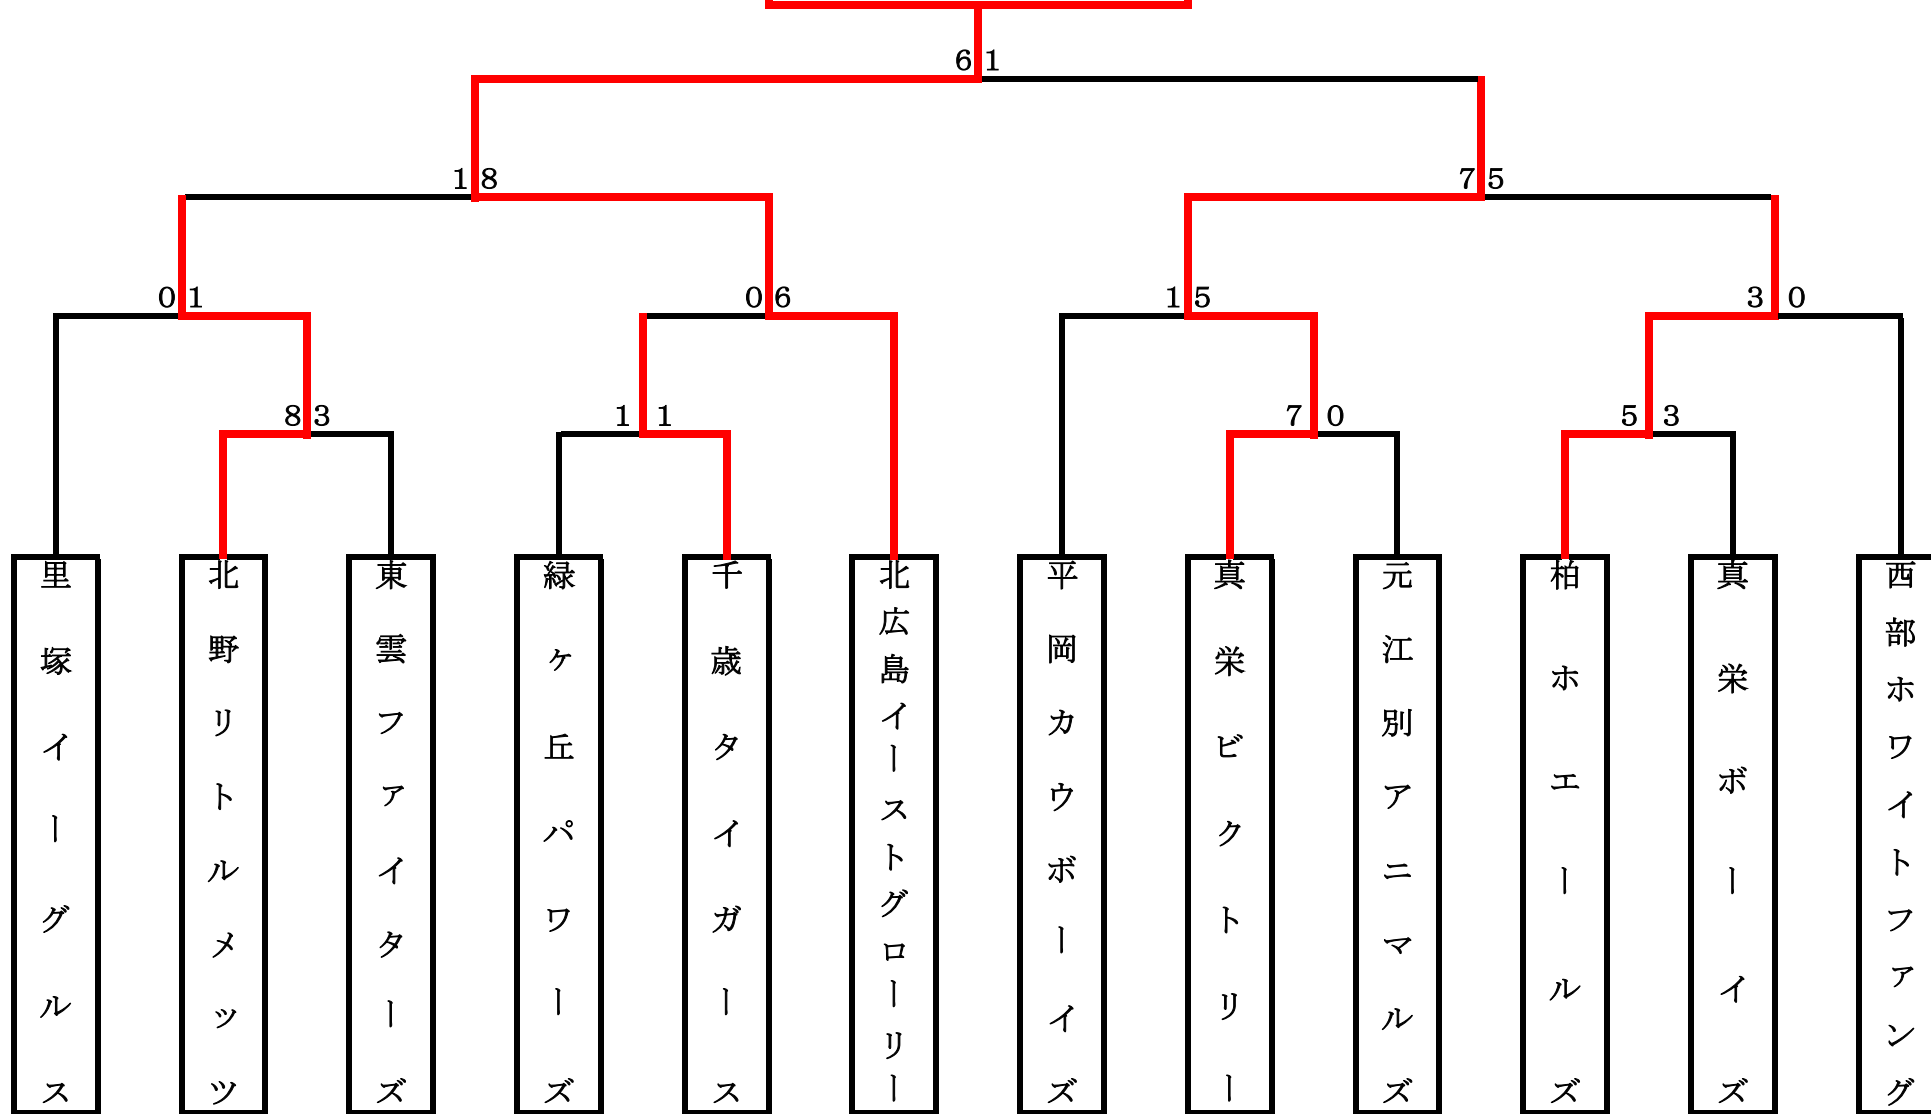 6 1
1 8
7 5
0 1
0 6
1 5
3 0
8 3
1 1
7 0
5 3
里塚イーグルス
北野リトルメッツ
東雲ファイターズ
緑ヶ丘パワーズ
千歳タイガース
北広島イーストグローリー
平岡カウボーイズ
真栄ビクトリー
元江別アニマルズ
柏ホエールズ
真栄ボーイズ
西部ホワイトファング